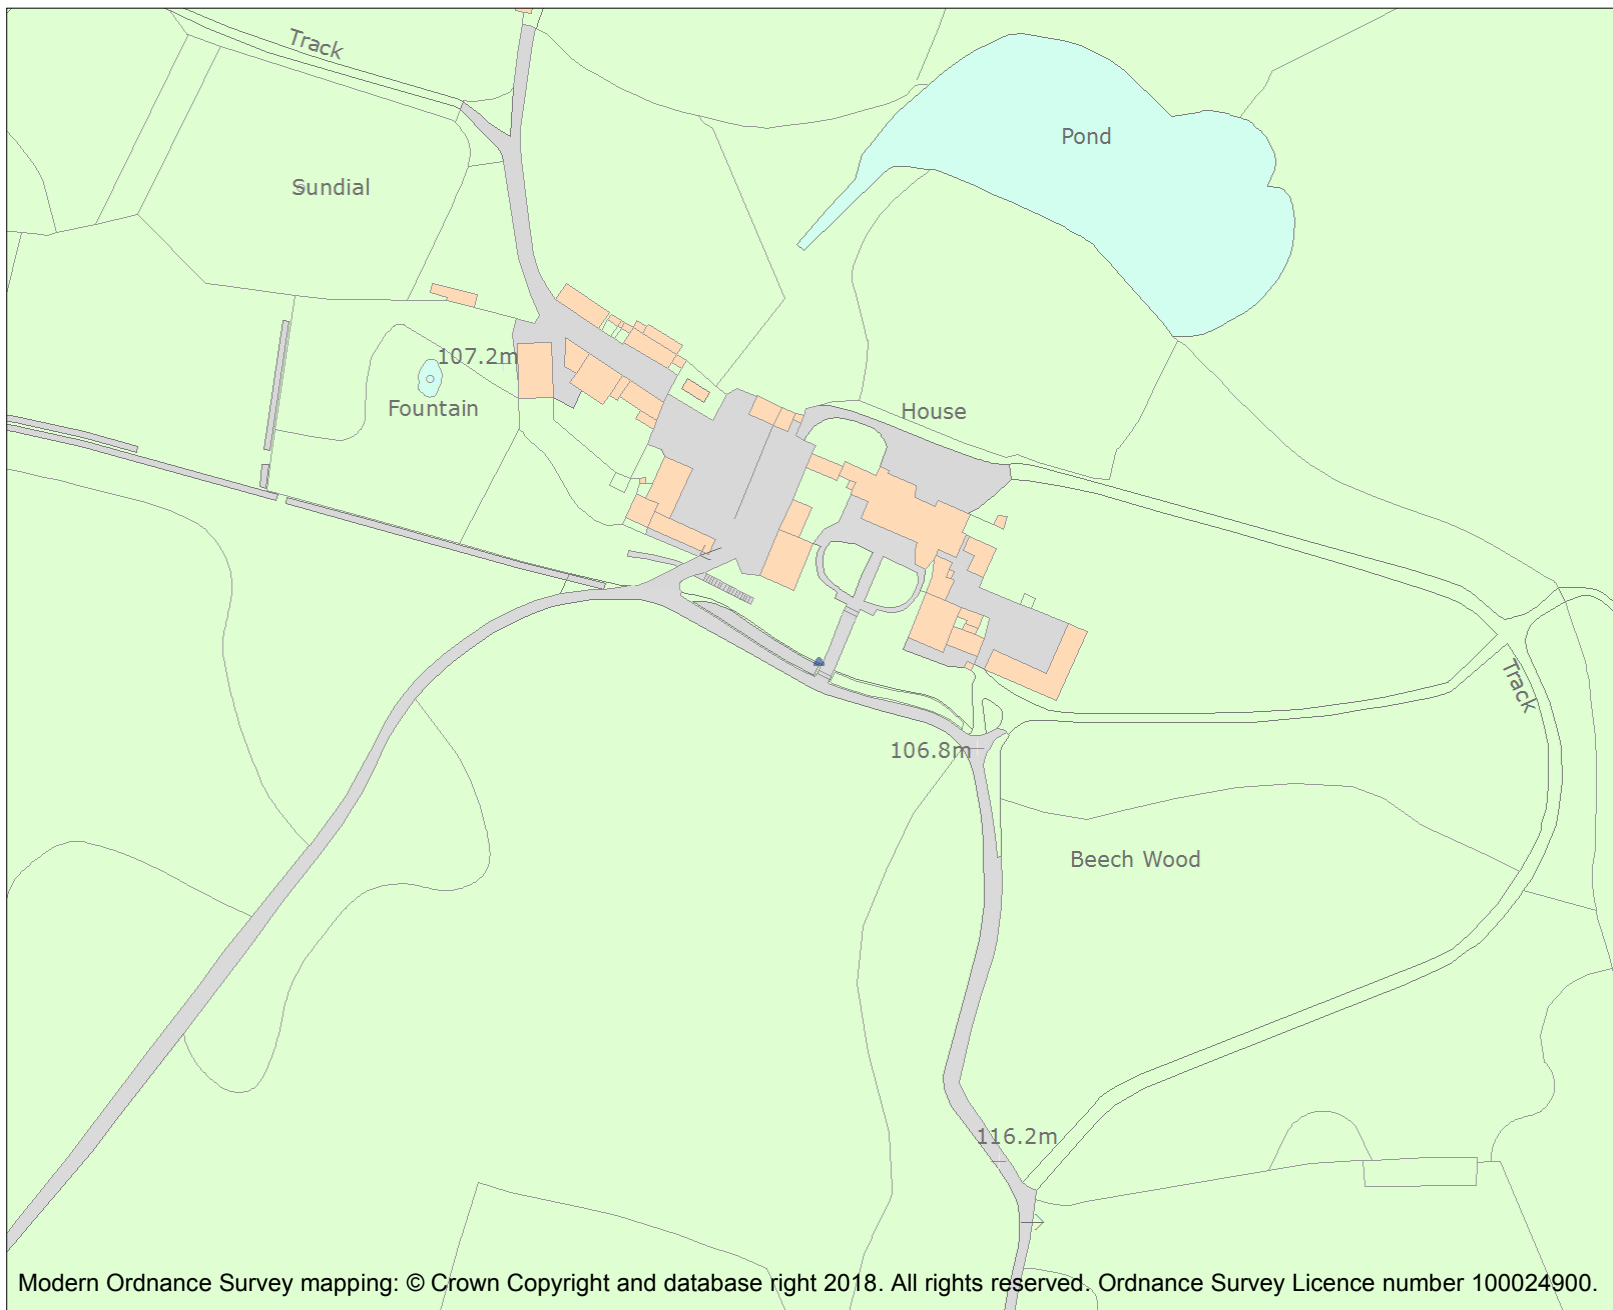 Track
Pond
Sundial
107.2m
Fountain
House
Track
106.8m
Beech Wood
116.2m
Modern Ordnance Survey mapping: © Crown Copyright and database right 2018. All rights reserved. Ordnance Survey Licence number 100024900.